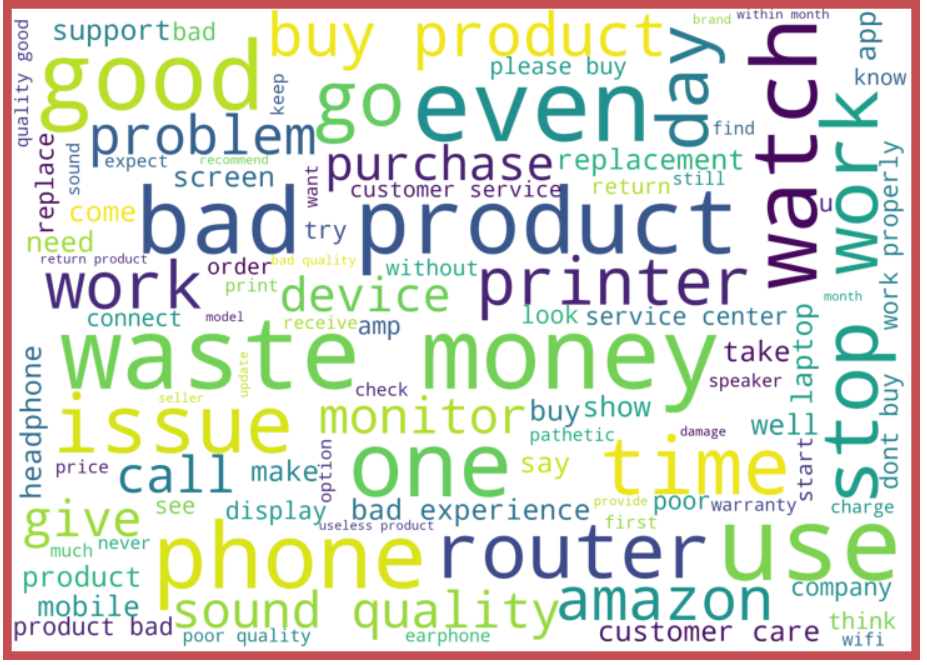 quality good
support bad
buy product
brand
within month
app
good
keep
go
even
please buy
day
watch
know
problem
find
work
expect
recommend
replace
sound
screen
want
purchase
replacement
customer service
return
still
u
work properly
come
bad product
try
need
return product
order
bad quality
without
work
print
device
printer
month
connect
model
receive
amp
look
service center
laptop
stop
waste money
take
headphone
update
check
speaker
dont buy
seller
issue
monitor
buy
show
well
pathetic
damage
price
call
make
option
one
say
time
start
give
see
display
bad experience
provide
poor
warranty
charge
useless product
first
much
never
phone
router
use
product
company
mobile
sound quality
amazon
think
product bad
poor quality
earphone
customer care
wifi